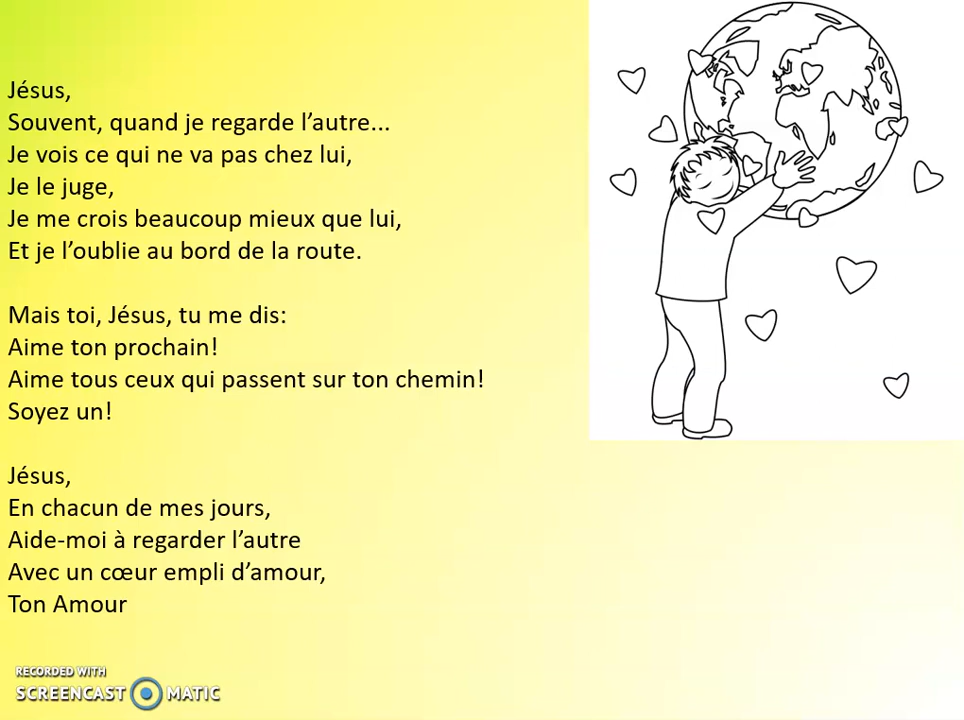 Jésus,
Souvent, quand je regarde l’autre...
Je vois ce qui ne va pas chez lui,
Je le juge,
Je me crois beaucoup mieux que lui,
Et je l’oublie au bord de la route.
Mais toi, Jésus, tu me dis:
Aime ton prochain!
Aime tous ceux qui passent sur ton chemin!
Soyez un!
Jésus,
En chacun de mes jours,
Aide-moi à regarder l’autre
Avec un cœur empli d’amour,
Ton Amour
RECORDED WITH
SCREENCAST MATIC